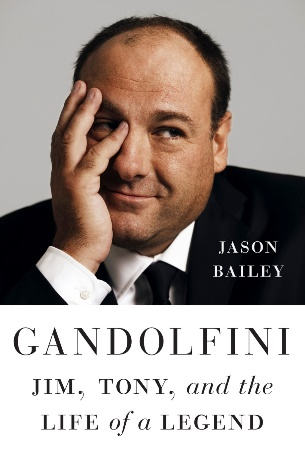 JASON
BAILEY
GANDOLFINI
JIM, TONY, and the
LIFE of a LEGEND